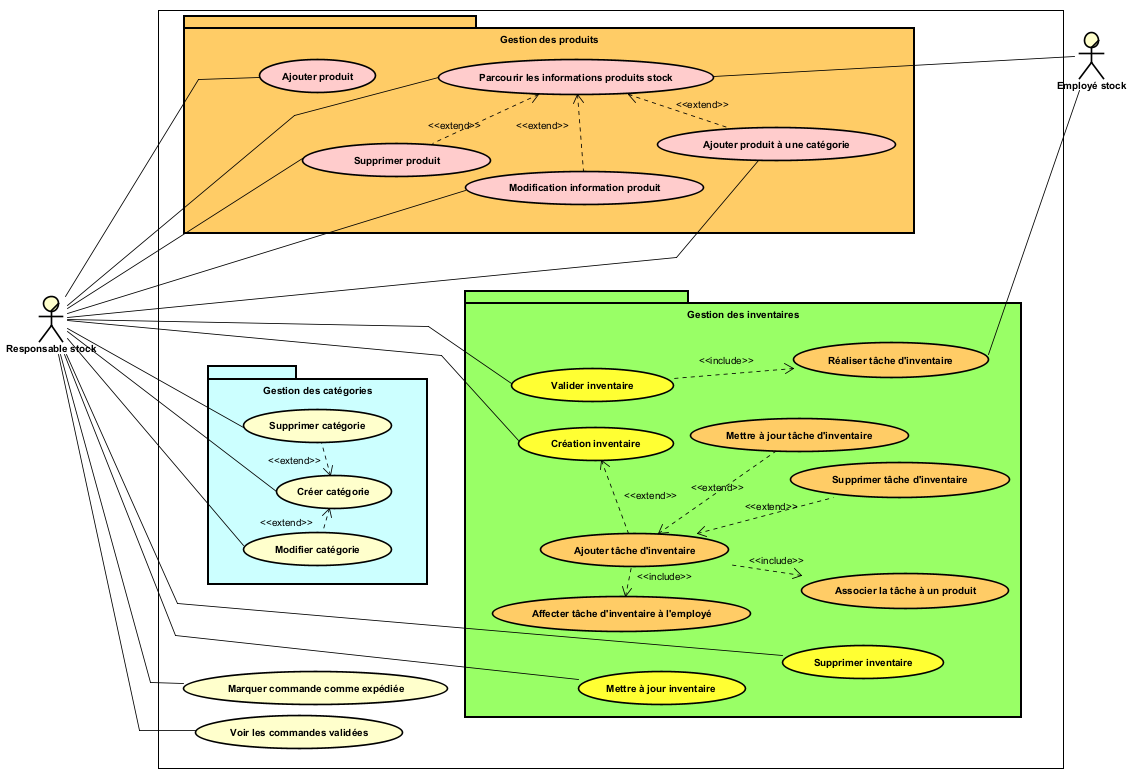 Gestion des produits
Ajouter produit
Parcourir les informations produits stock
Employé stock
<<extend>>
<<extend>>
<<extend>>
Ajouter produit à une catégorie
Supprimer produit
Modification information produit
Responsable stock
Gestion des inventaires
<<include>>
Réaliser tâche d'inventaire
Valider inventaire
Gestion des catégories
Supprimer catégorie
<<extend>>
Créer catégorie
<<extend>>
Modifier catégorie
Mettre à jour tâche d'inventaire
Création inventaire
Supprimer tâche d'inventaire
<<extend>>
<<extend>>
<<extend>>
Ajouter tâche d'inventaire
<<include>>
<<include>>
Associer la tâche à un produit
Affecter tâche d'inventaire à l'employé
Supprimer inventaire
Mettre à jour inventaire
Marquer commande comme expédiée
Voir les commandes validées